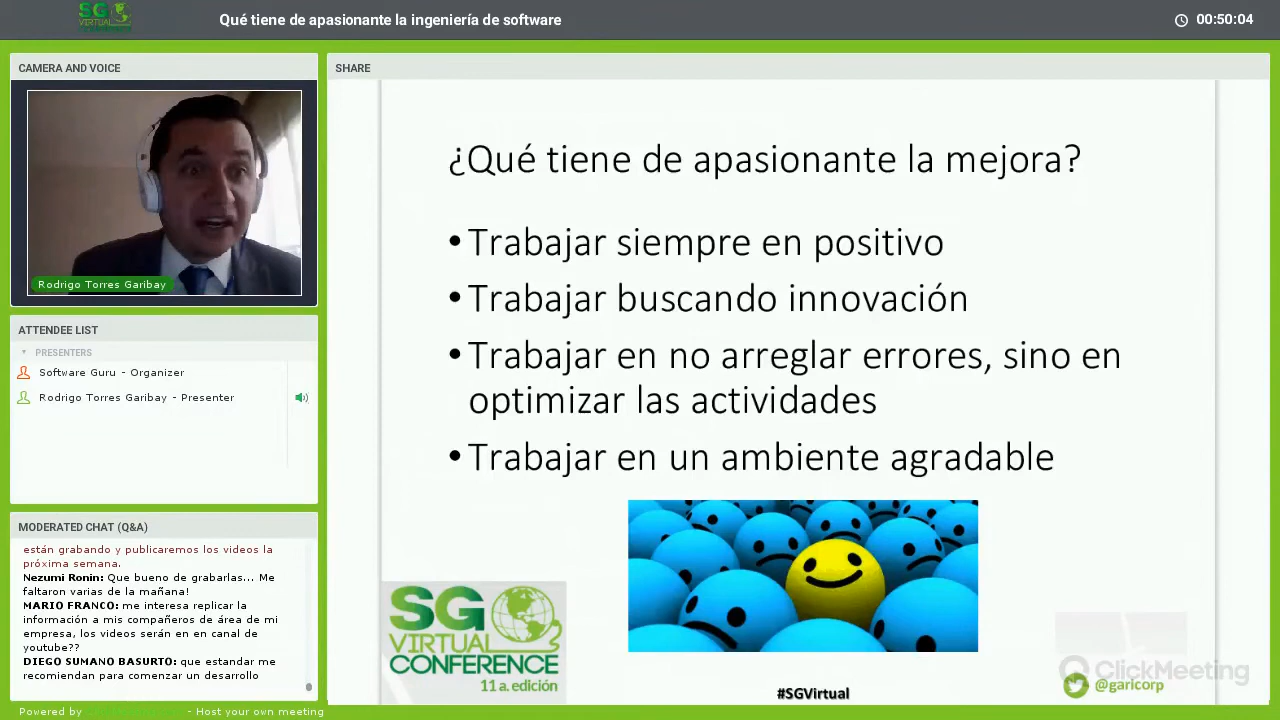 SG
VIRTUAL
CONFERENCE
Qué tiene de apasionante la ingeniería de software
00:50:04
CAMERA AND VOICE
Rodrigo Torres Garibay
ATTENDEE LIST
PRESENTERS
Software Guru - Organizer
Rodrigo Torres Garibay - Presenter
MODERATED CHAT (Q&A)
están grabando y publicaremos los videos la
próxima semana.
Nezumi Ronin: Que bueno de grabarlas... Me
faltaron varias de la mañana!
MARIO FRANCO: me interesa replicar la
información a mis compañeros de área de mi
empresa, los videos serán en en canal de
youtube??
DIEGO SUMANO BASURTO: que estandar me
recomiendan para comenzar un desarrollo
Powered by
- Host your own meeting
SHARE
¿Qué tiene de apasionante la mejora?
• Trabajar siempre en positivo
• Trabajar buscando innovación
• Trabajar en no arreglar errores, sino en
optimizar las actividades
• Trabajar en un ambiente agradable
SG
VIRTUAL
CONFERENCE
11 a. edición
#SGVirtual
ClickMeeting
@garicorp